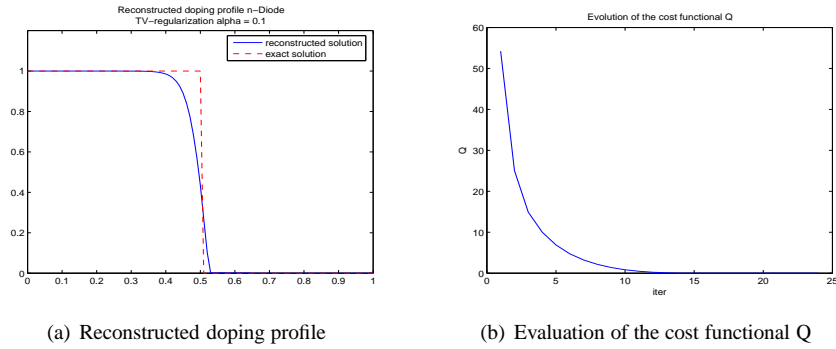 Reconstructed doping profile n-Diode
TV-regularization alpha = 0.1
reconstructed solution
exact solution
1
0.8
0.6
0.4
0.2
0
0 0.1 0.2 0.3 0.4 0.5 0.6 0.7 0.8 0.9 1
(a) Reconstructed doping profile
Evolution of the cost functional Q
60
50
40
30
20
10
0
Q
0 5 10 15 20 25
iter
(b) Evaluation of the cost functional Q